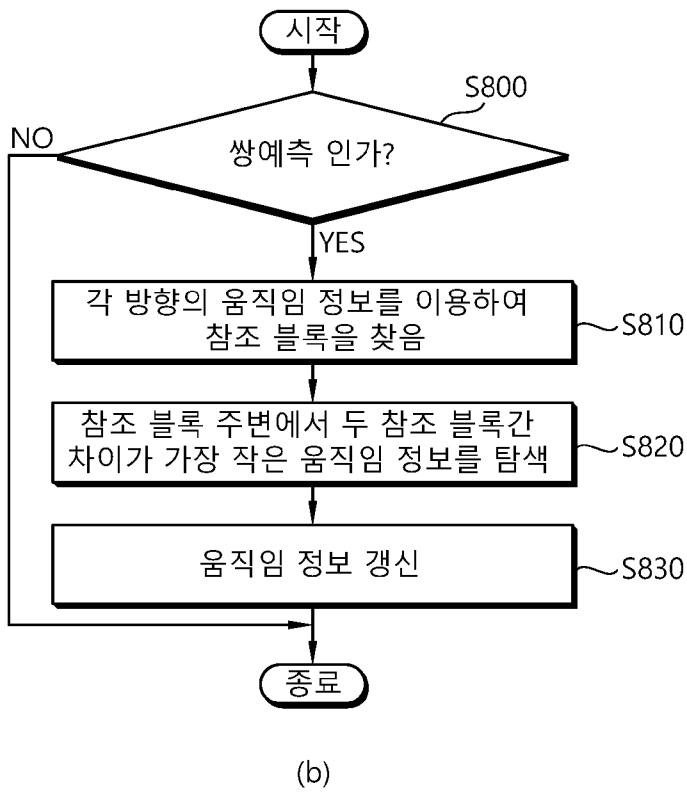 시작
S800
NO
쌍예측 인가?
YES
각 방향의 움직임 정보를 이용하여
참조 블록을 찾음
S810
참조 블록 주변에서 두 참조 블록간
차이가 가장 작은 움직임 정보를 탐색
S820
움직임 정보 갱신
S830
종료
(b)